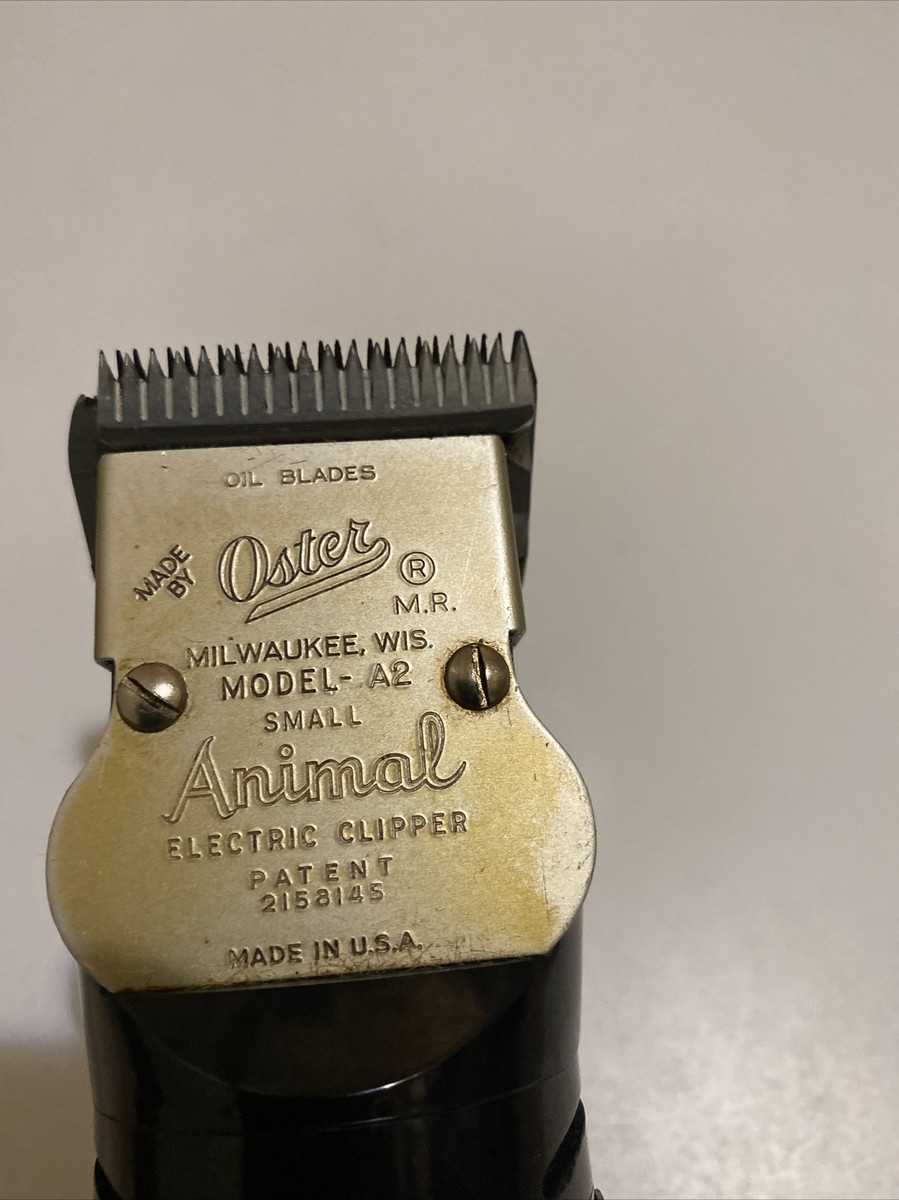 OIL BLADES
MADE BY Oster ®
M.R.
MILWAUKEE, WIS.
MODEL- A2
SMALL
Animal
ELECTRIC CLIPPER
PATENT
2158145
MADE IN U.S.A.